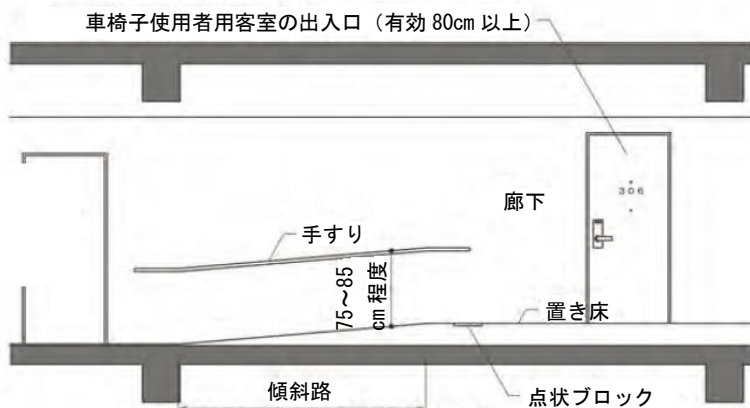 車椅子使用者用客室の出入口（有効 80cm 以上）
306
廊下
手すり
75～85
cm 程度
置き床
傾斜路
点状ブロック